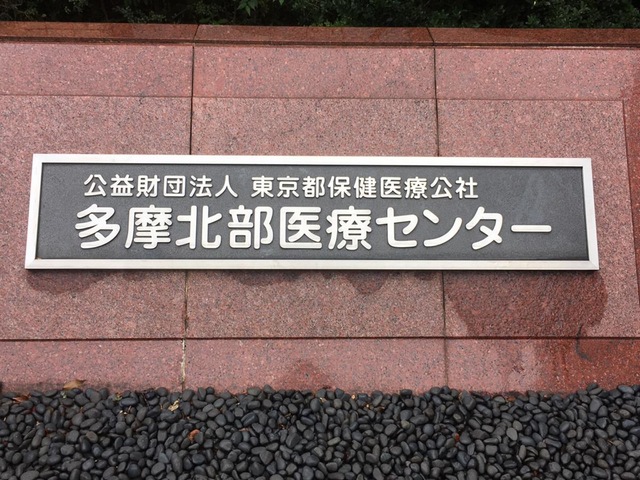 公益財団法人 東京都保健医療公社
多摩北部医療センター